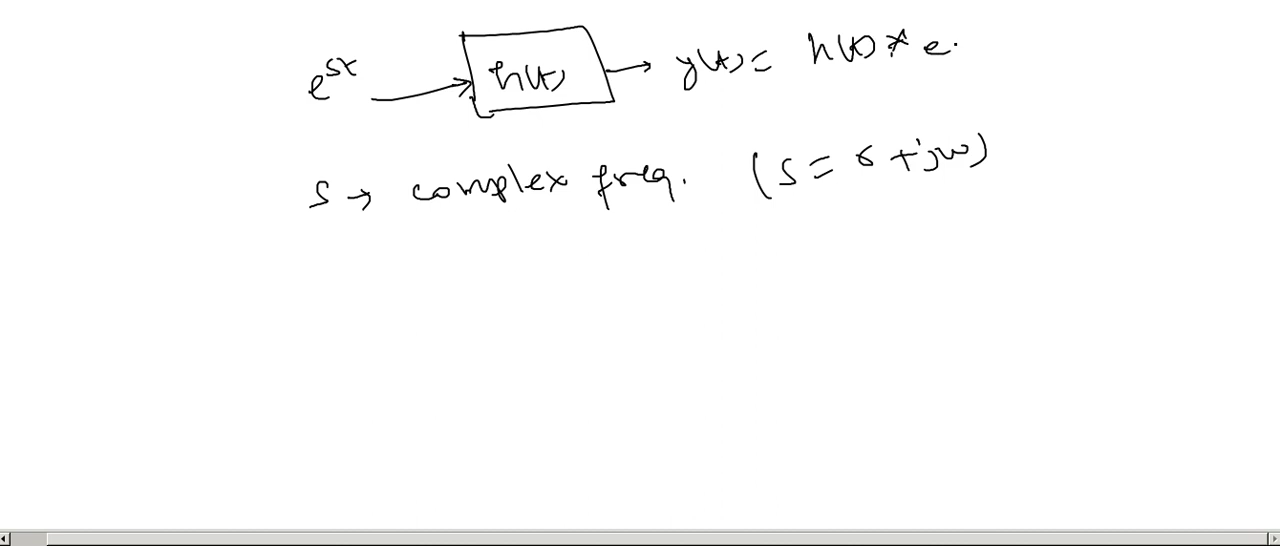 e^st → h(t) → y(t) = h(t) * e.
s → complex freq. (s = σ + jω)